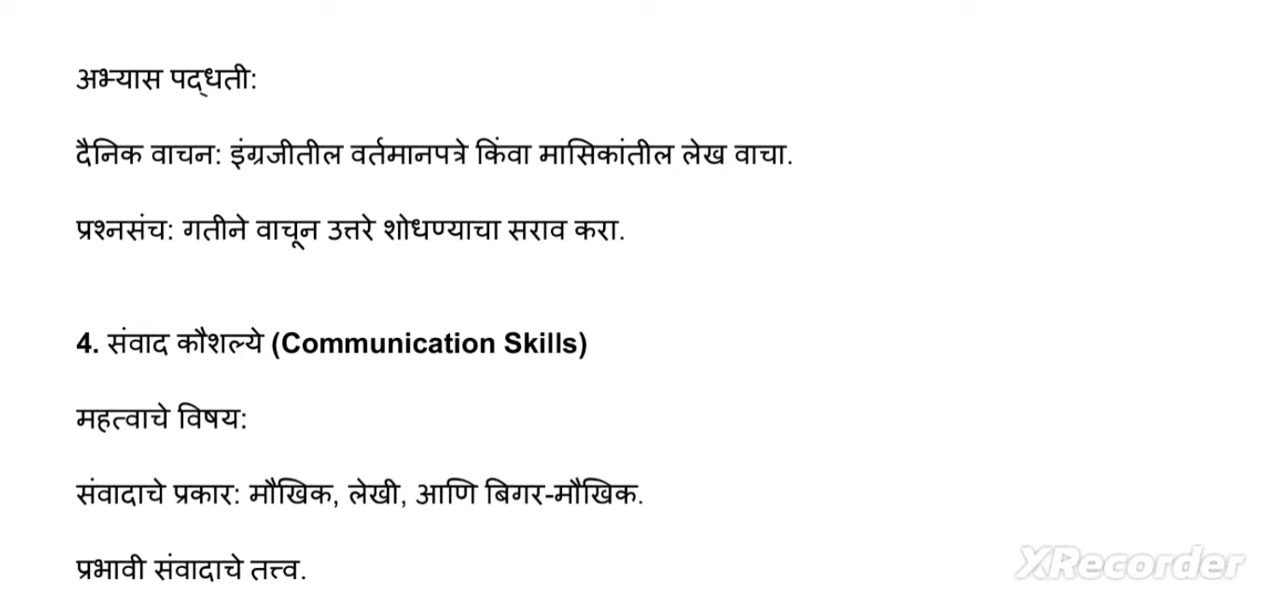 अभ्यास पद्धती:
दैनिक वाचन: इंग्रजीतील वर्तमानपत्रे किंवा मासिकांतील लेख वाचा.
प्रश्नसंच: गतीने वाचून उत्तरे शोधण्याचा सराव करा.
4. संवाद कौशल्ये (Communication Skills)
महत्वाचे विषय:
संवादाचे प्रकार: मौखिक, लेखी, आणि बिगर-मौखिक.
प्रभावी संवादाचे तत्त्व.
XRecorder